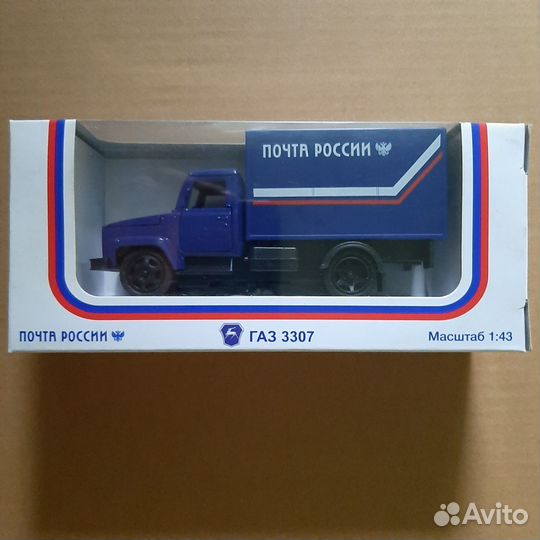 ПОЧТА РОССИИ
ПОЧТА РОССИИ
ГАЗ 3307
Масштаб 1:43
Avito